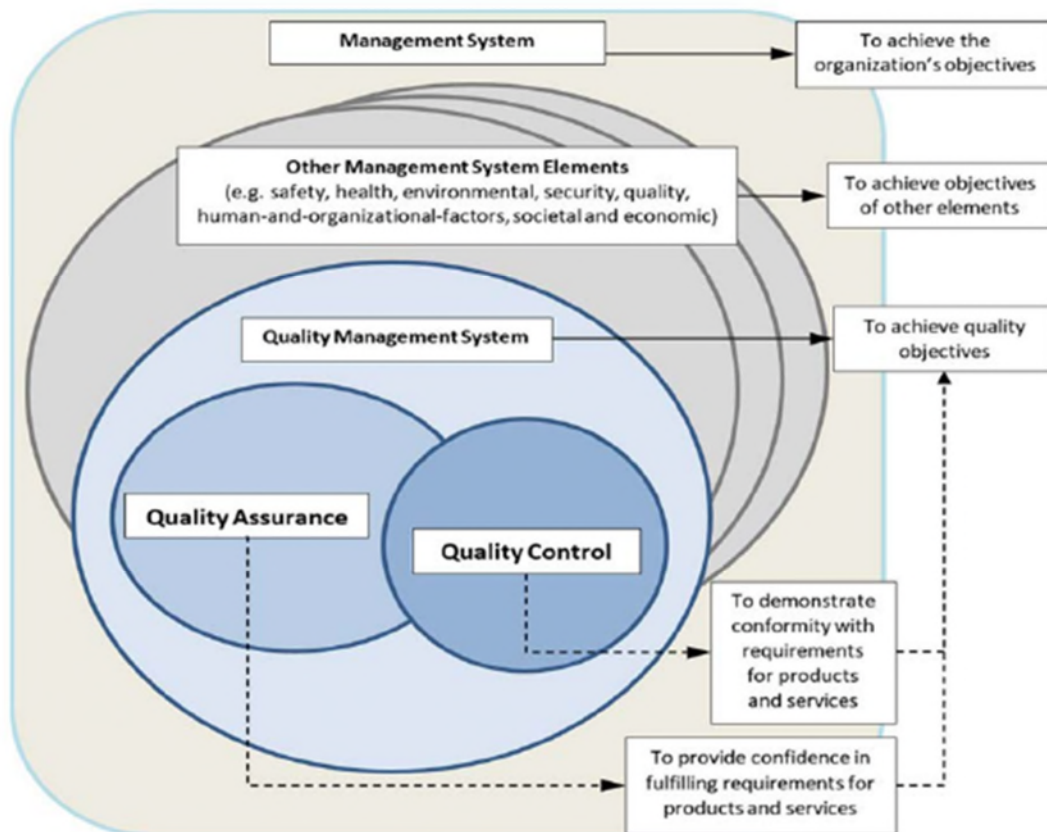 Management System
To achieve the
organization's objectives
Other Management System Elements
(e.g. safety, health, environmental, security, quality,
human-and-organizational-factors, societal and economic)
To achieve objectives
of other elements
Quality Management System
To achieve quality
objectives
Quality Assurance
Quality Control
To demonstrate
conformity with
requirements
for products
and services
To provide confidence in
fulfilling requirements for
products and services